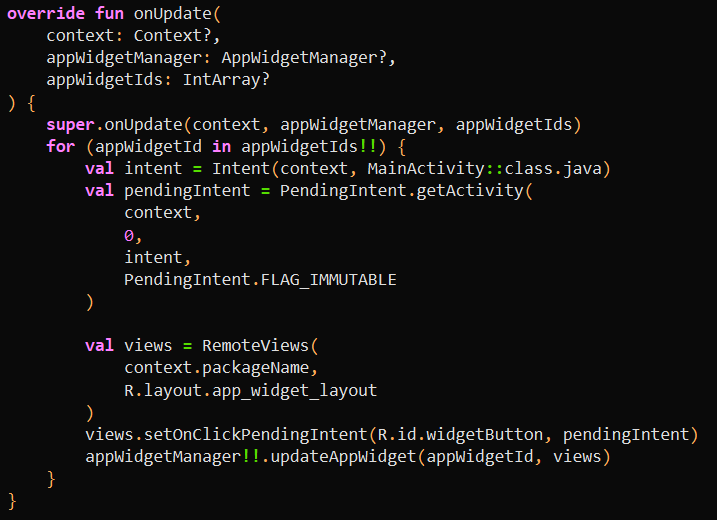 override fun onUpdate(
    context: Context?,
    appWidgetManager: AppWidgetManager?,
    appWidgetIds: IntArray?
) {
    super.onUpdate(context, appWidgetManager, appWidgetIds)
    for (appWidgetId in appWidgetIds!!) {
        val intent = Intent(context, MainActivity::class.java)
        val pendingIntent = PendingIntent.getActivity(
            context,
            0,
            intent,
            PendingIntent.FLAG_IMMUTABLE
        )

        val views = RemoteViews(
            context.packageName,
            R.layout.app_widget_layout
        )
        views.setOnClickPendingIntent(R.id.widgetButton, pendingIntent)
        appWidgetManager!!.updateAppWidget(appWidgetId, views)
    }
}